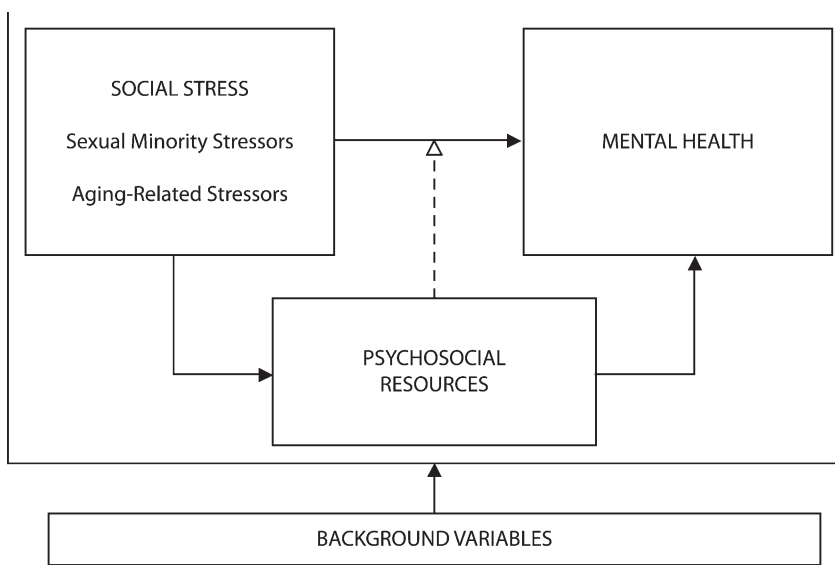 SOCIAL STRESS
Sexual Minority Stressors
Aging-Related Stressors
MENTAL HEALTH
PSYCHOSOCIAL
RESOURCES
BACKGROUND VARIABLES